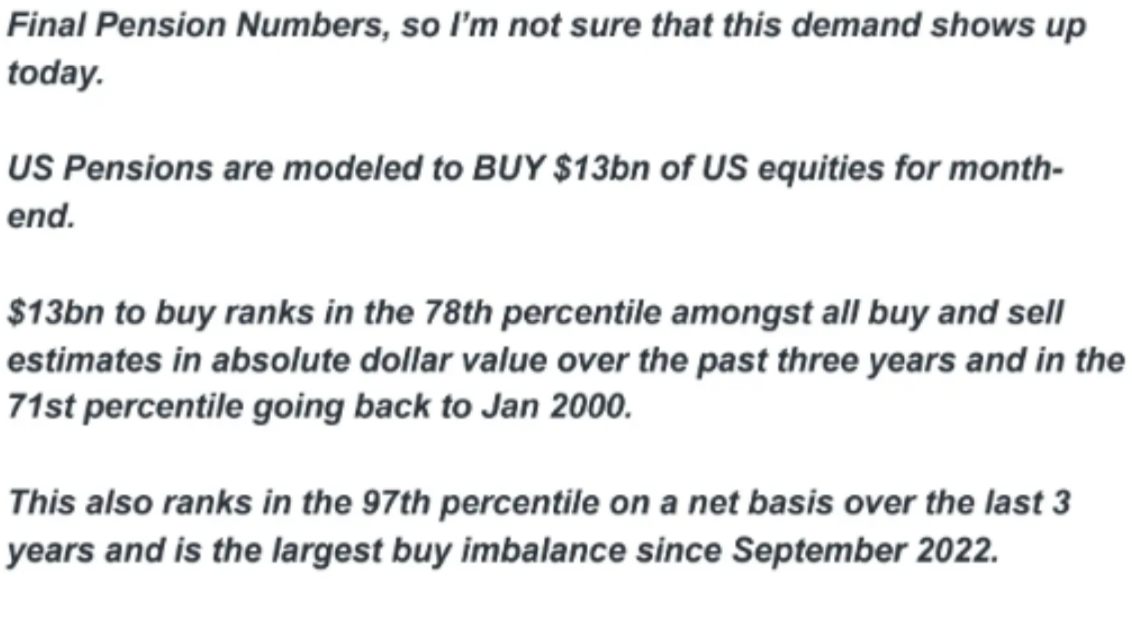 Final Pension Numbers, so I’m not sure that this demand shows up
today.
US Pensions are modeled to BUY $13bn of US equities for month-
end.
$13bn to buy ranks in the 78th percentile amongst all buy and sell
estimates in absolute dollar value over the past three years and in the
71st percentile going back to Jan 2000.
This also ranks in the 97th percentile on a net basis over the last 3
years and is the largest buy imbalance since September 2022.